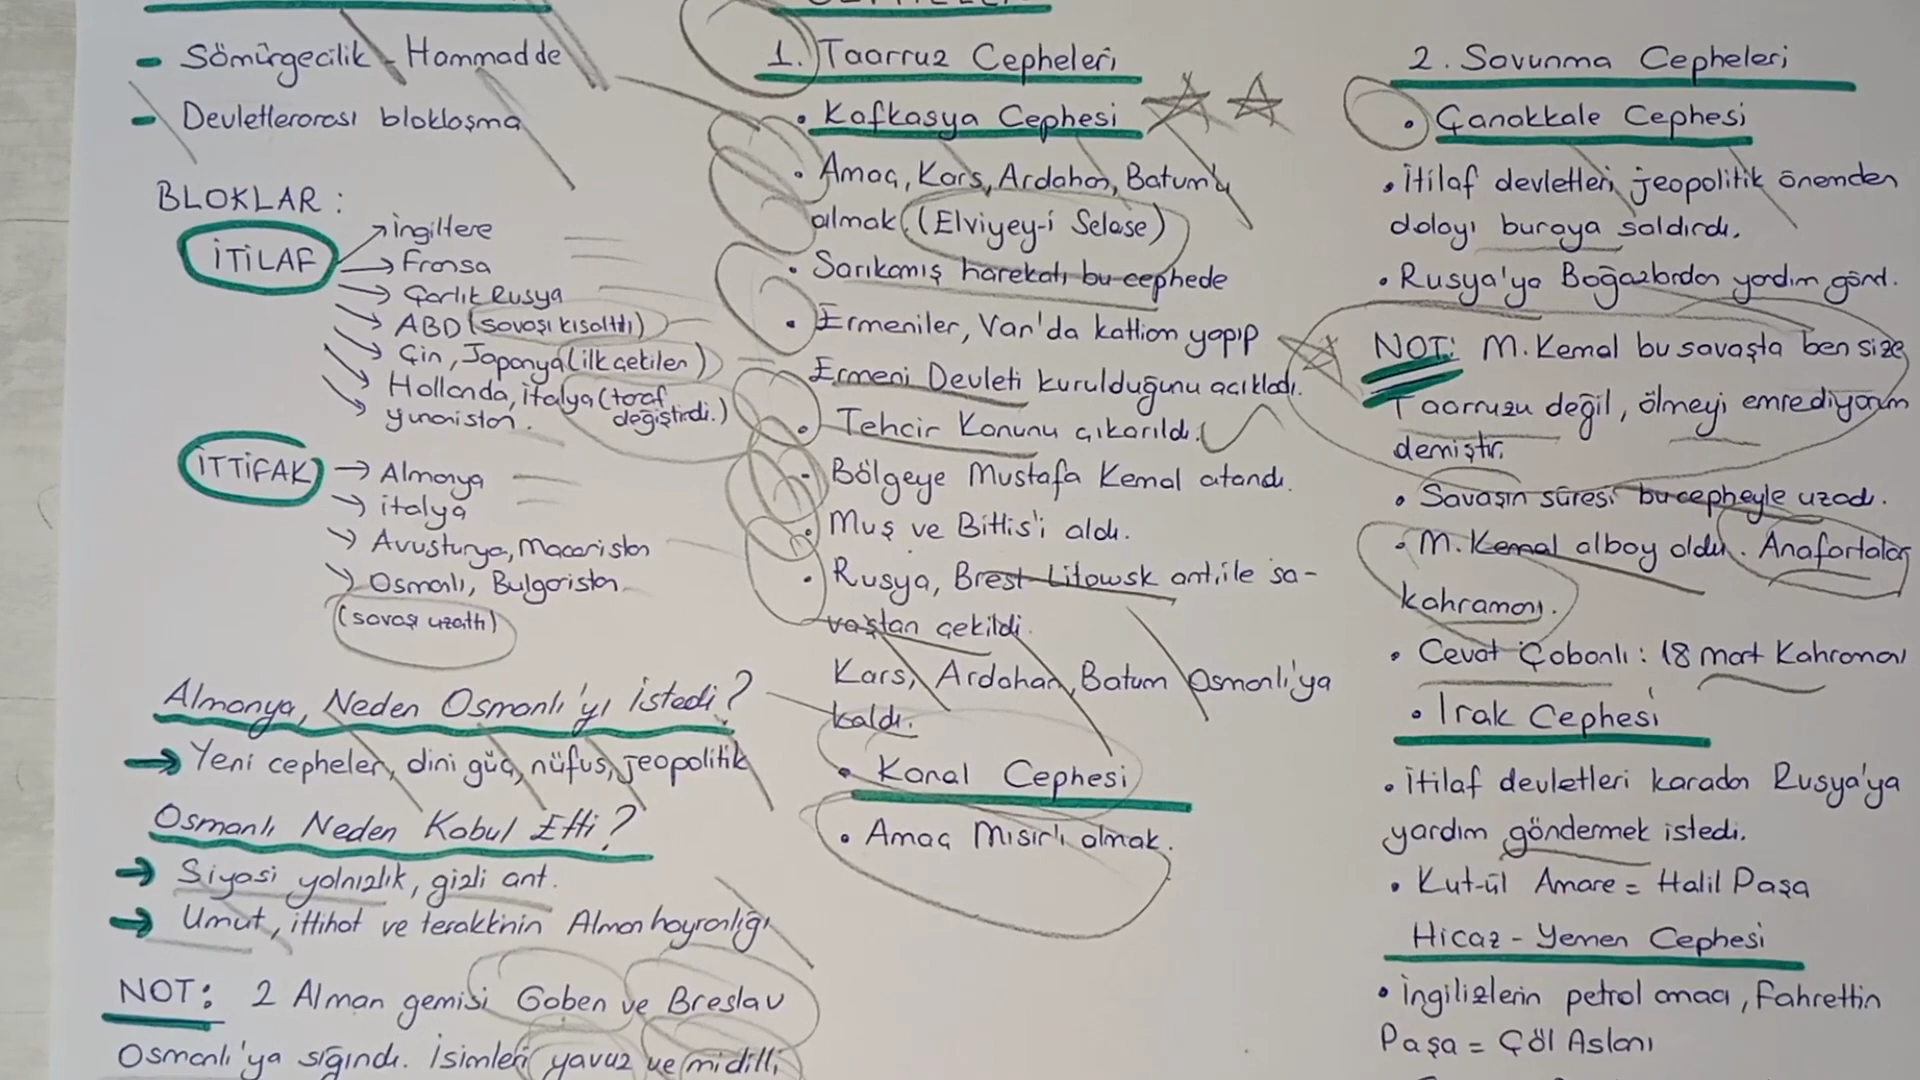 - Sömürgecilik - Hammadde
- Devletlerarası bloklaşma
BLOKLAR :
İTİLAF
→ İngiltere
→ Fransa
→ Çarlık Rusya
→ ABD (savaşı kısalttı)
→ Çin, Japonya (ilk çekilen)
→ Hollanda, İtalya (taraf
değiştirdi.)
→ yunanistan.
İTTİFAK
→ Almanya
→ italya
→ Avusturya, Macaristan
→ Osmanlı, Bulgaristan
(savaşı uzattı)
Almanya, Neden Osmanlı'yı istedi?
→ Yeni cepheler, dini güç, nüfus, jeopolitik
Osmanlı Neden Kabul Etti?
→ Siyasi yalnızlık, gizli ant.
→ Umut, ittihat ve terakkinin Alman hayranlığı
NOT: 2 Alman gemisi Goben ve Breslav
Osmanlı'ya sığındı. İsimleri yavuz ve midilli
1. Taarruz Cepheleri
• Kafkasya Cephesi
• Amaç, Kars, Ardahan, Batum'u
almak (Elviyey-i Selase)
• Sarıkamış harekatı bu cephede
• Ermeniler, Van'da katliam yapıp
Ermeni Devleti kurulduğunu açıkladı.
• Tehcir Kanunu çıkarıldı.
• Bölgeye Mustafa Kemal atandı.
• Muş ve Bitlis'i aldı.
• Rusya, Brest Litowsk ant. ile sa-
vaştan çekildi.
Kars, Ardahan, Batum Osmanlı'ya
kaldı.
• Kanal Cephesi
• Amaç Mısır'ı almak.
2. Savunma Cepheleri
• Çanakkale Cephesi
• İtilaf devletleri jeopolitik önemden
dolayı buraya saldırdı.
• Rusya'ya Boğazlardan yardım gönd.
NOT: M. Kemal bu savaşta ben size
Taarruzu değil, ölmeyi emrediyorum
demiştir.
• Savaşın süresi bu cepheyle uzadı.
• M. Kemal albay oldu. Anafartalar
kahramanı.
• Cevat Çobanlı : 18 mart Kahramanı
• Irak Cephesi
• İtilaf devletleri karadan Rusya'ya
yardım göndermek istedi.
• Kut-ül Amare = Halil Paşa
Hicaz - Yemen Cephesi
• İngilizlerin petrol amacı, Fahrettin
Paşa = Çöl Aslanı